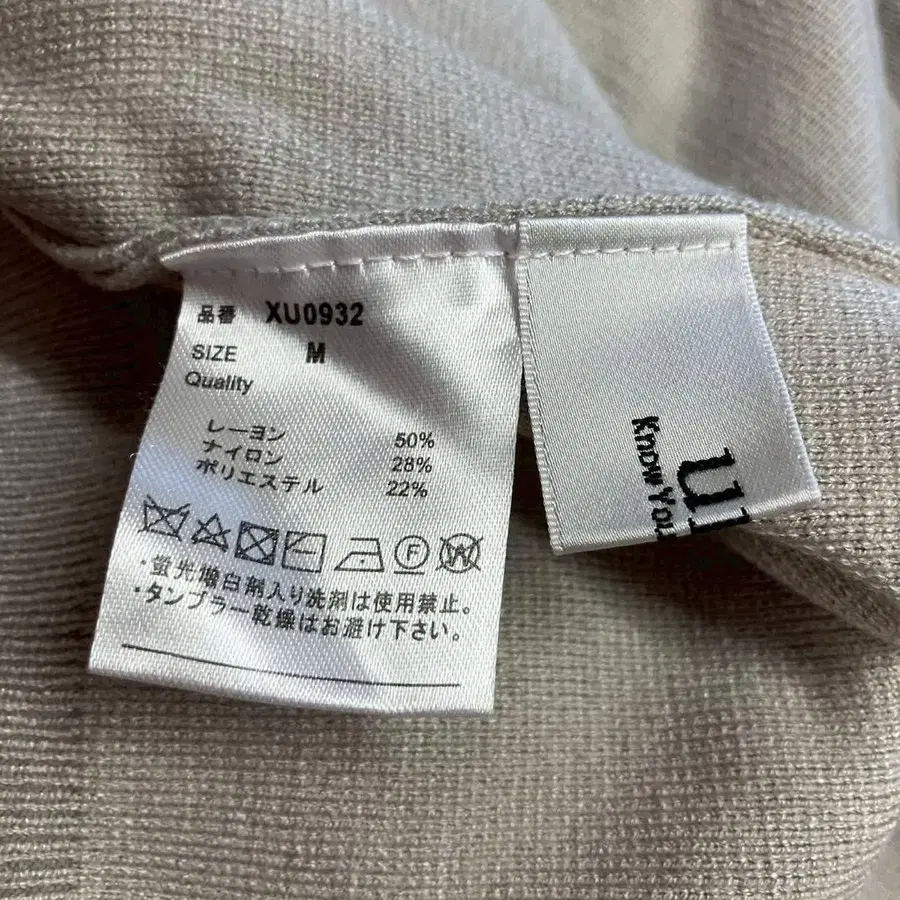 品番 XU0932
SIZE M
Quality
レーヨン 50%
ナイロン 28%
ポリエステル 22%
F
W
・蛍光増白剤入り洗剤は使用禁止。
・タンブラー乾燥はお避け下さい。
Know You